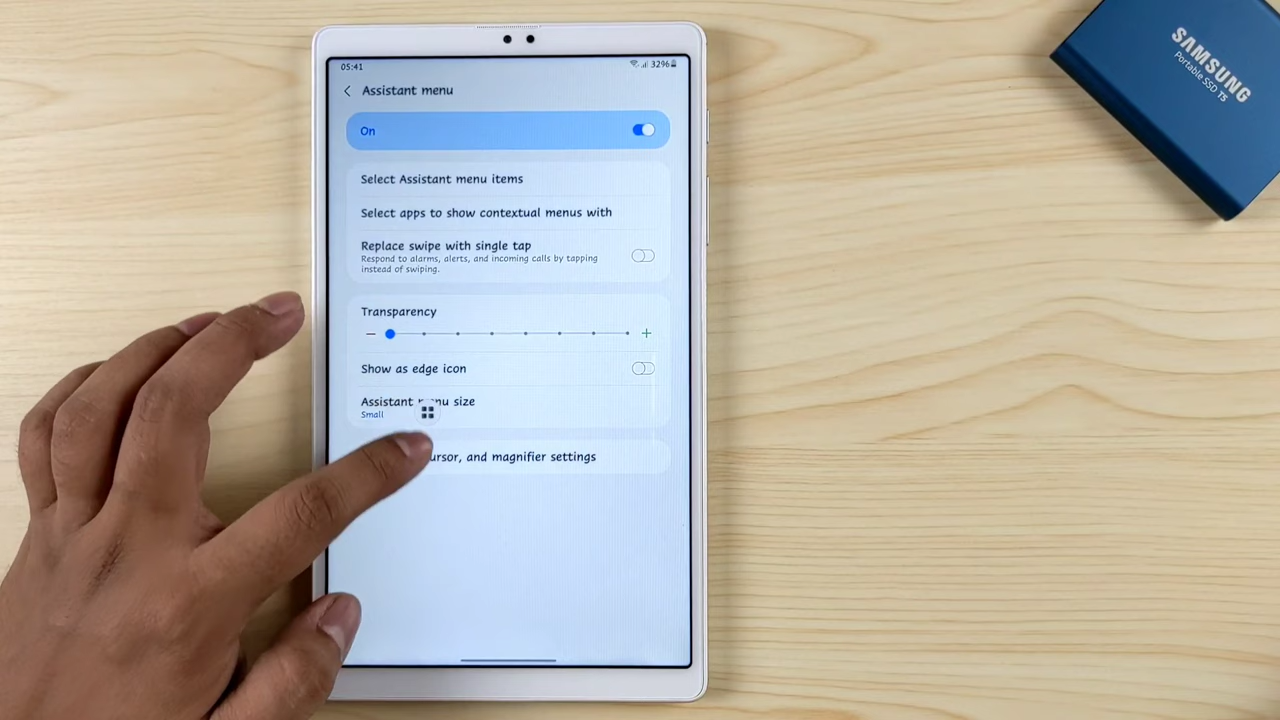 05:41
32%
Assistant menu
On
Select Assistant menu items
Select apps to show contextual menus with
Replace swipe with single tap
Respond to alarms, alerts, and incoming calls by tapping
instead of swiping.
Transparency
Show as edge icon
Assistant menu size
Small
cursor, and magnifier settings
SAMSUNG
Portable SSD T5